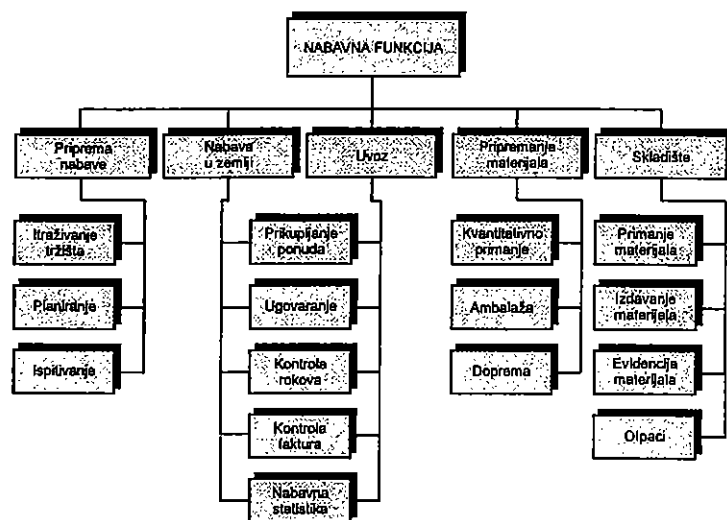 NABAVNA FUNKCIJA
Priprema
nabave
Nabava
u zemlji
Uvoz
Pripremanje
materijala
Skladište
Itraživanje
tržišta
Planiranje
Ispitivanje
Prikupljanje
ponuda
Ugovaranje
Kontrola
rokova
Kontrola
faktura
Nabavna
statistika
Kvantitativno
primanje
Ambalaža
Doprema
Primanje
materijala
Izdavanje
materijala
Evidencija
materijala
Otpaci